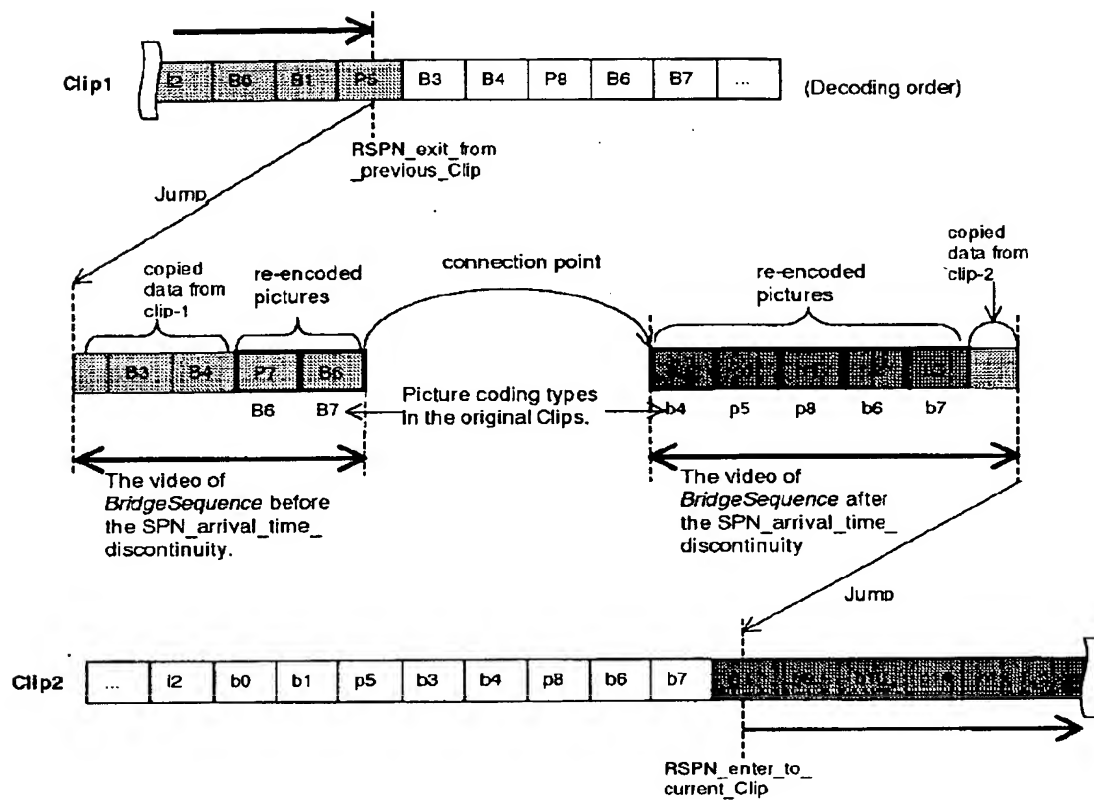 Clip1
I2 B0 B1 P5 B3 B4 P8 B6 B7 ...
(Decoding order)
RSPN_exit_from
_previous_Clip
Jump
copied
data from
clip-1
re-encoded
pictures
connection point
re-encoded
pictures
copied
data from
clip-2
B3 B4 P7 B6
B6 B7
Picture coding types
in the original Clips.
b4 p5 p8 b6 b7
The video of
BridgeSequence before
the SPN_arrival_time_
discontinuity.
The video of
BridgeSequence after
the SPN_arrival_time_
discontinuity
Jump
Clip2
... i2 b0 b1 p5 b3 b4 p8 b6 b7
RSPN_enter_to_
current_Clip